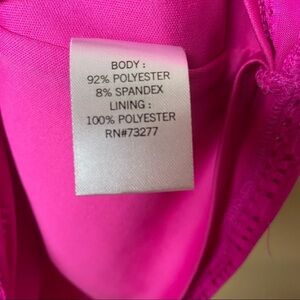 BODY :
92% POLYESTER
8% SPANDEX
LINING :
100% POLYESTER
RN#73277